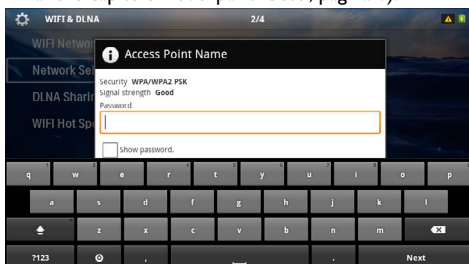 WIFI & DLNA 2/4
WIFI Netwo
Network Se
DLNA Sharin
WIFI Hot Spo
Access Point Name
Security WPA/WPA2 PSK
Signal strength Good
Password
Show password.
q w e r t y u i o p
a s d f g h j k l
z x c v b n m
?123 , . Next